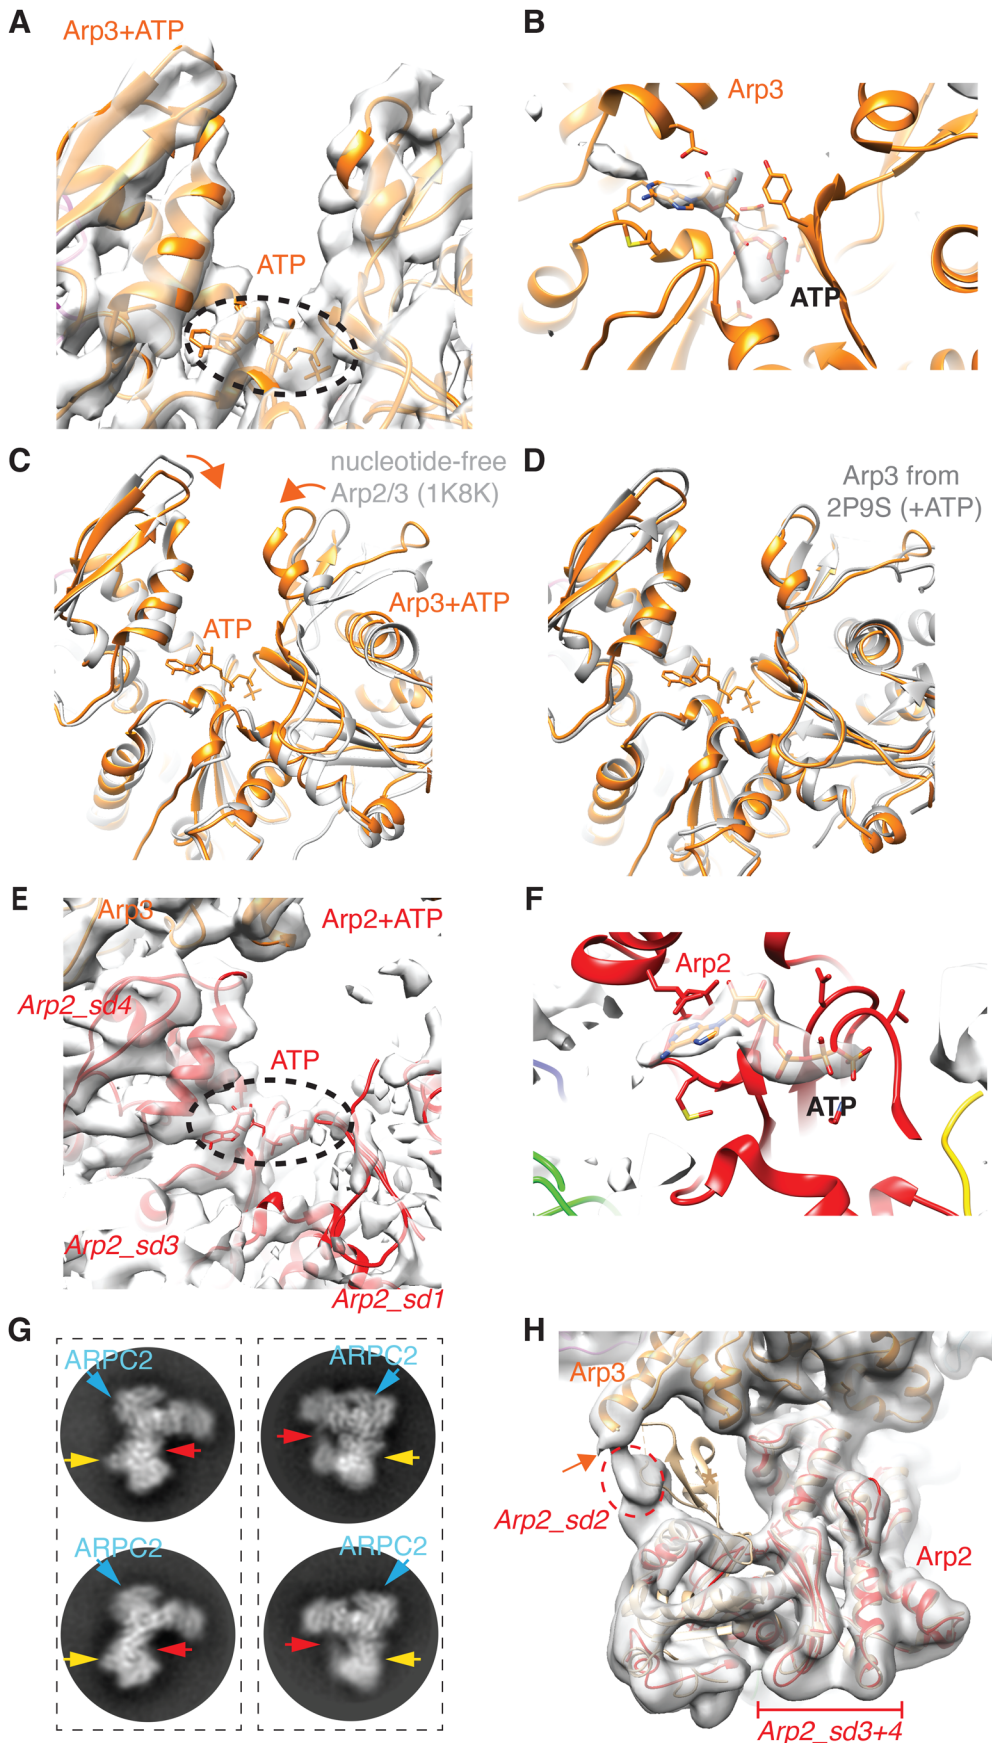 A
Arp3+ATP
ATP
B
Arp3
ATP
C
nucleotide-free
Arp2/3 (1K8K)
Arp3+ATP
ATP
D
Arp3 from
2P9S (+ATP)
E
Arp3
Arp2+ATP
Arp2_sd4
ATP
Arp2_sd3
Arp2_sd1
F
Arp2
ATP
G
ARPC2
ARPC2
ARPC2
ARPC2
H
Arp3
Arp2_sd2
Arp2
Arp2_sd3+4